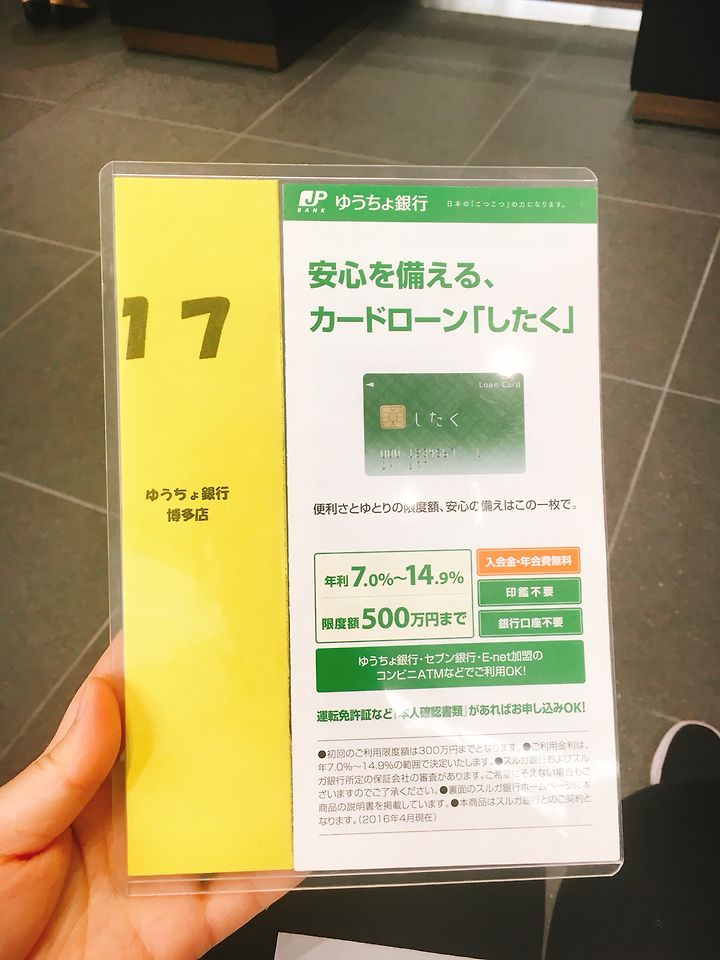 17
ゆうちょ銀行
博多店
JP
BANK
ゆうちょ銀行
日本の「こつこつ」の力になります。
安心を備える、
カードローン「したく」
Loan Card
したく
便利さとゆとりの限度額、安心の備えはこの一枚で。
年利7.0%〜14.9%
限度額500万円まで
入会金・年会費無料
印鑑不要
銀行口座不要
ゆうちょ銀行・セブン銀行・E-net加盟の
コンビニATMなどでご利用OK!
運転免許証など「本人確認書類」があればお申し込みOK!
●初回のご利用限度額は300万円までとなります。●ご利用金利は、
年7.0%〜14.9%の範囲で決定いたします。●スルガ銀行およびスル
ガ銀行所定の保証会社の審査があります。ご希望にそえない場合もご
ざいますのでご了承ください。●裏面のスルガ銀行ホームページに本
商品の説明書を掲載しています。●本商品はスルガ銀行とのご契約と
なります。(2016年4月現在)